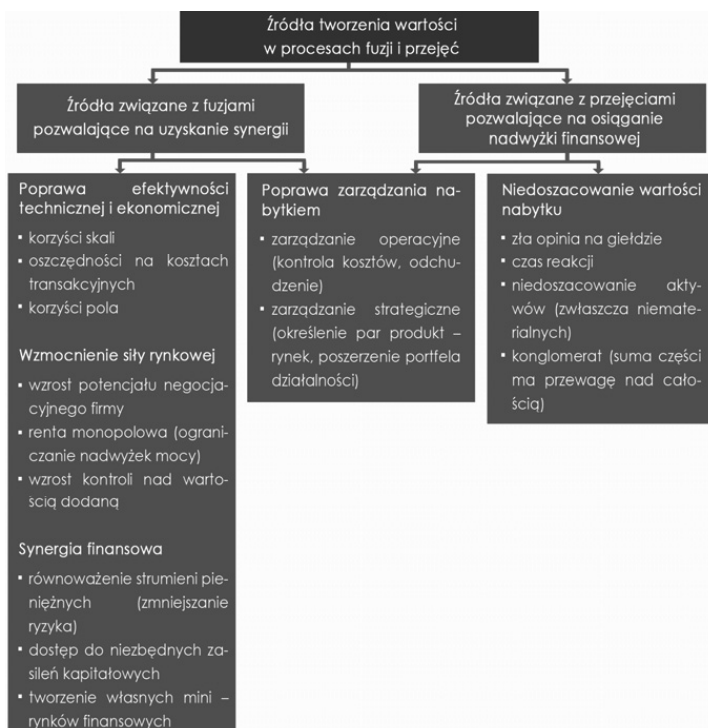 Źródła tworzenia wartości
w procesach fuzji i przejęć
Źródła związane z fuzjami
pozwalające na uzyskanie synergii
Źródła związane z przejęciami
pozwalające na osiąganie
nadwyżki finansowej
Poprawa efektywności
technicznej i ekonomicznej
▪ korzyści skali
▪ oszczędności na kosztach
transakcyjnych
▪ korzyści pola
Wzmocnienie siły rynkowej
▪ wzrost potencjału negocja-
cyjnego firmy
▪ renta monopolowa (ograni-
czanie nadwyżek mocy)
▪ wzrost kontroli nad warto-
ścią dodaną
Synergia finansowa
▪ równoważenie strumieni pie-
niężnych (zmniejszanie
ryzyka)
▪ dostęp do niezbędnych za-
sileń kapitałowych
▪ tworzenie własnych mini –
rynków finansowych
Poprawa zarządzania na-
bytkiem
▪ zarządzanie operacyjne
(kontrola kosztów, odchu-
dzenie)
▪ zarządzanie strategiczne
(określenie par produkt –
rynek, poszerzenie portfela
działalności)
Niedoszacowanie wartości
nabytku
▪ zła opinia na giełdzie
▪ czas reakcji
▪ niedoszacowanie akty-
wów (zwłaszcza niemate-
rialnych)
▪ konglomerat (suma części
ma przewagę nad cało-
ścią)